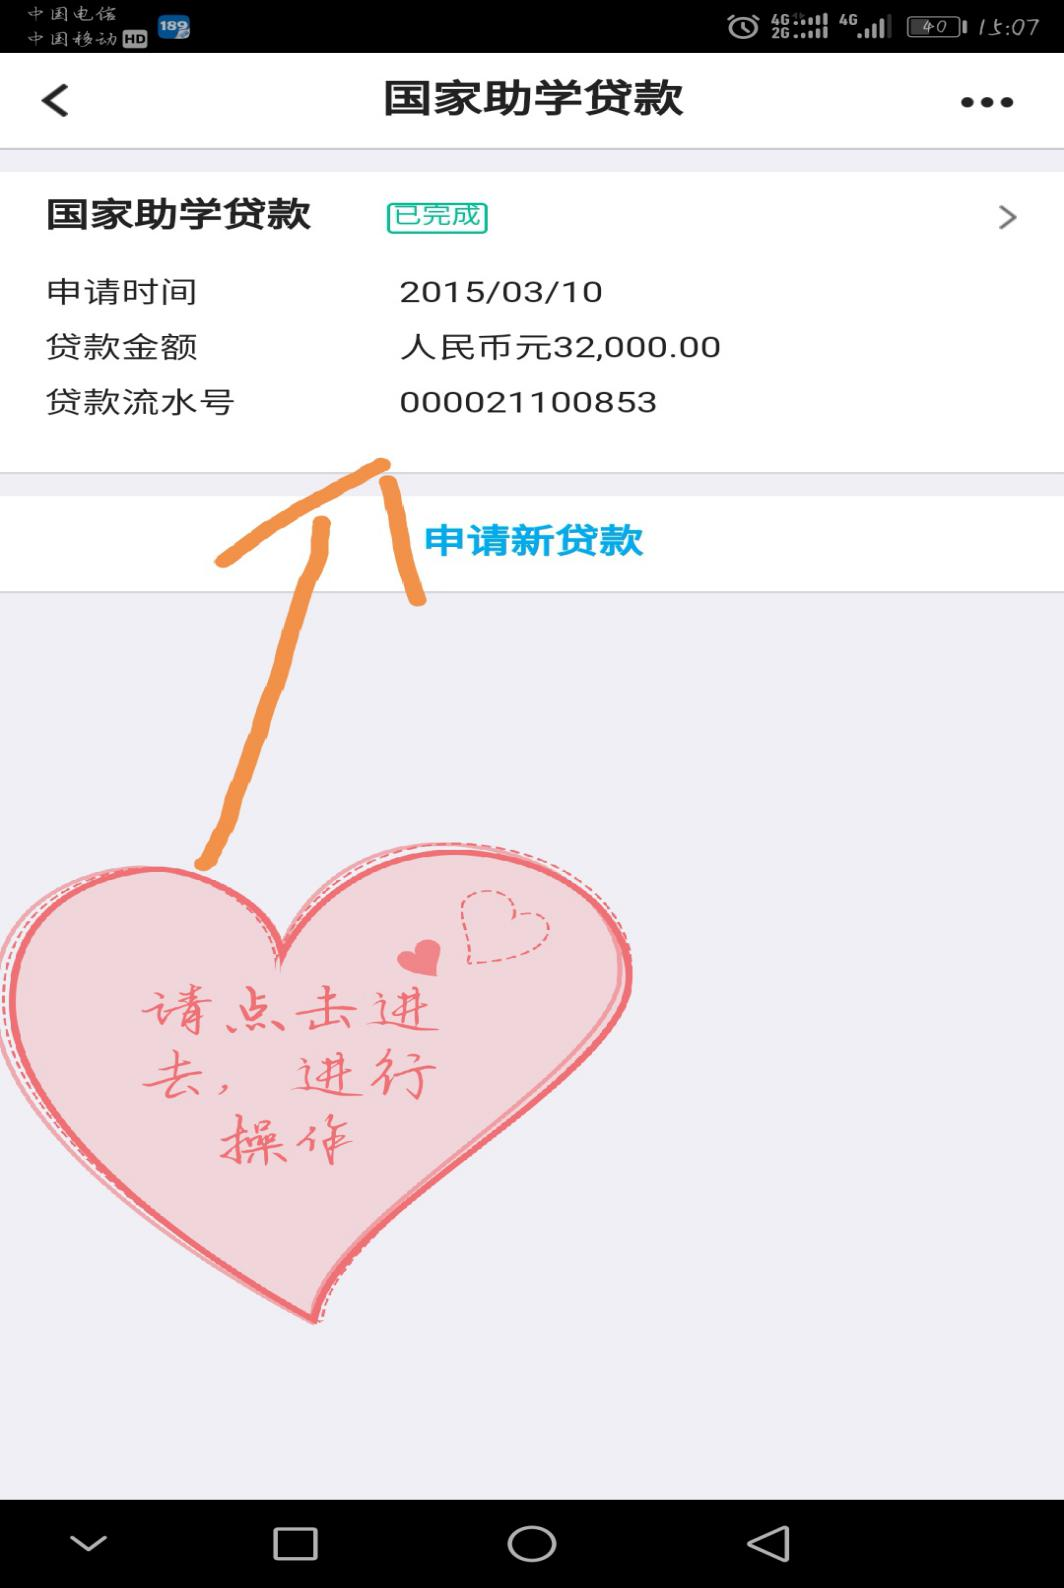 中国电信
中国移动 HD 189 4G 2G 4G 40 15:07
国家助学贷款
国家助学贷款 已完成
申请时间 2015/03/10
贷款金额 人民币元32,000.00
贷款流水号 000021100853
申请新贷款
请点击进
去，进行
操作